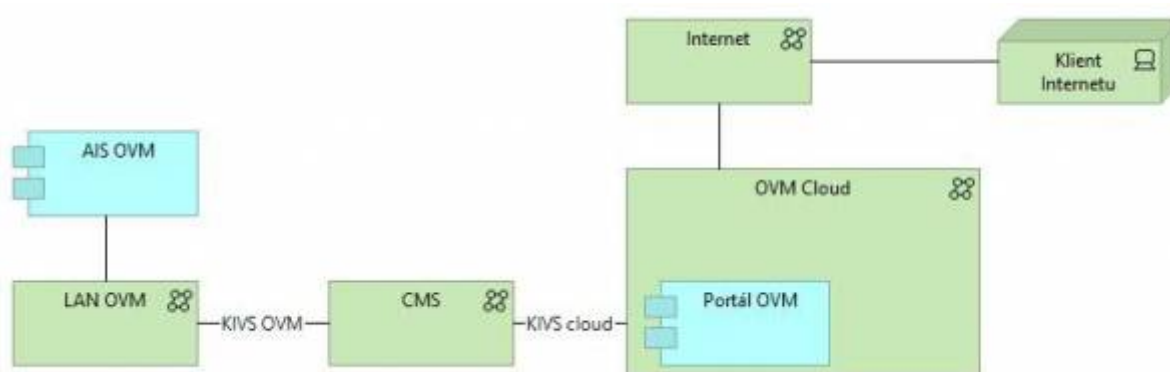 Internet
Klient
Internetu
AIS OVM
OVM Cloud
LAN OVM
KIVS OVM
CMS
KIVS cloud
Portál OVM